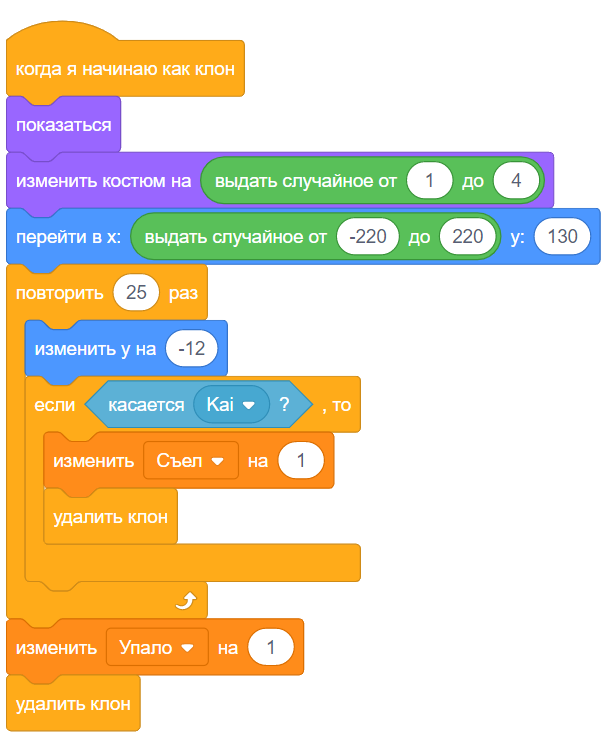 когда я начинаю как клон
показаться
изменить костюм на выдать случайное от 1 до 4
перейти в x: выдать случайное от -220 до 220 y: 130
повторить 25 раз
изменить y на -12
если касается Kai ? , то
изменить Съел на 1
удалить клон
изменить Упало на 1
удалить клон